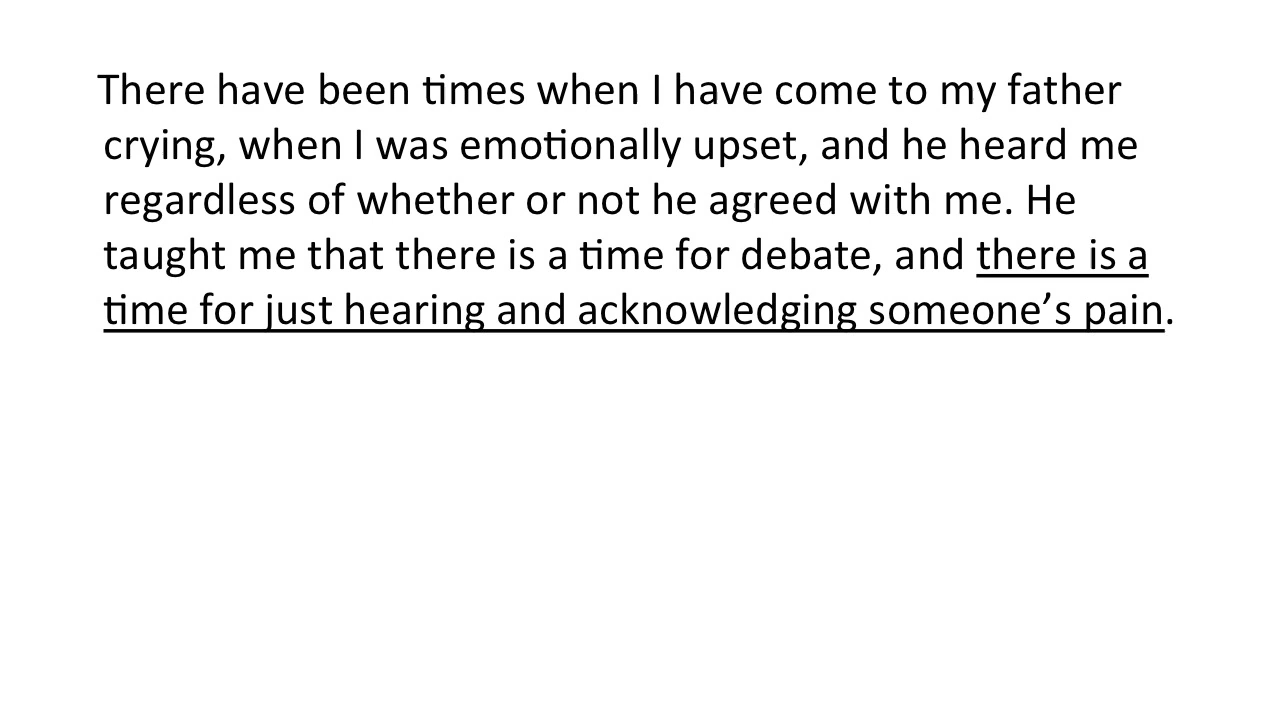 There have been times when I have come to my father
crying, when I was emotionally upset, and he heard me
regardless of whether or not he agreed with me. He
taught me that there is a time for debate, and there is a
time for just hearing and acknowledging someone’s pain.